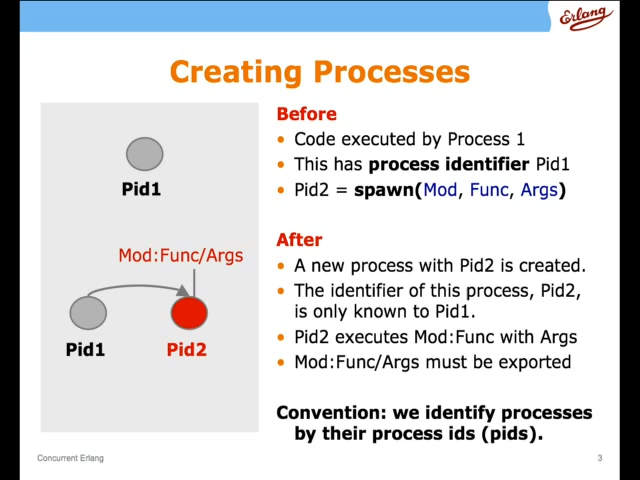 Erlang
Creating Processes
Pid1
Mod:Func/Args
Pid1
Pid2
Before
• Code executed by Process 1
• This has process identifier Pid1
• Pid2 = spawn(Mod, Func, Args)
After
• A new process with Pid2 is created.
• The identifier of this process, Pid2,
is only known to Pid1.
• Pid2 executes Mod:Func with Args
• Mod:Func/Args must be exported
Convention: we identify processes
by their process ids (pids).
Concurrent Erlang
3